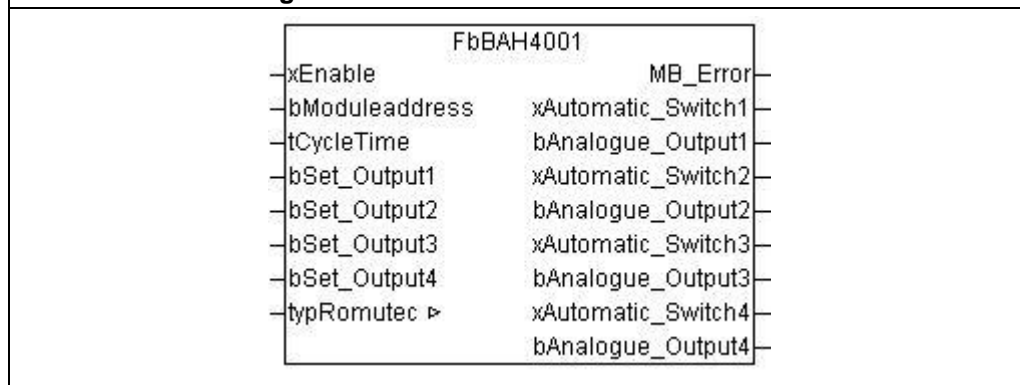 FbBAH4001
xEnable MB_Error
bModuleaddress xAutomatic_Switch1
tCycleTime bAnalogue_Output1
bSet_Output1 xAutomatic_Switch2
bSet_Output2 bAnalogue_Output2
bSet_Output3 xAutomatic_Switch3
bSet_Output4 bAnalogue_Output3
typRomutec ▹ xAutomatic_Switch4
bAnalogue_Output4